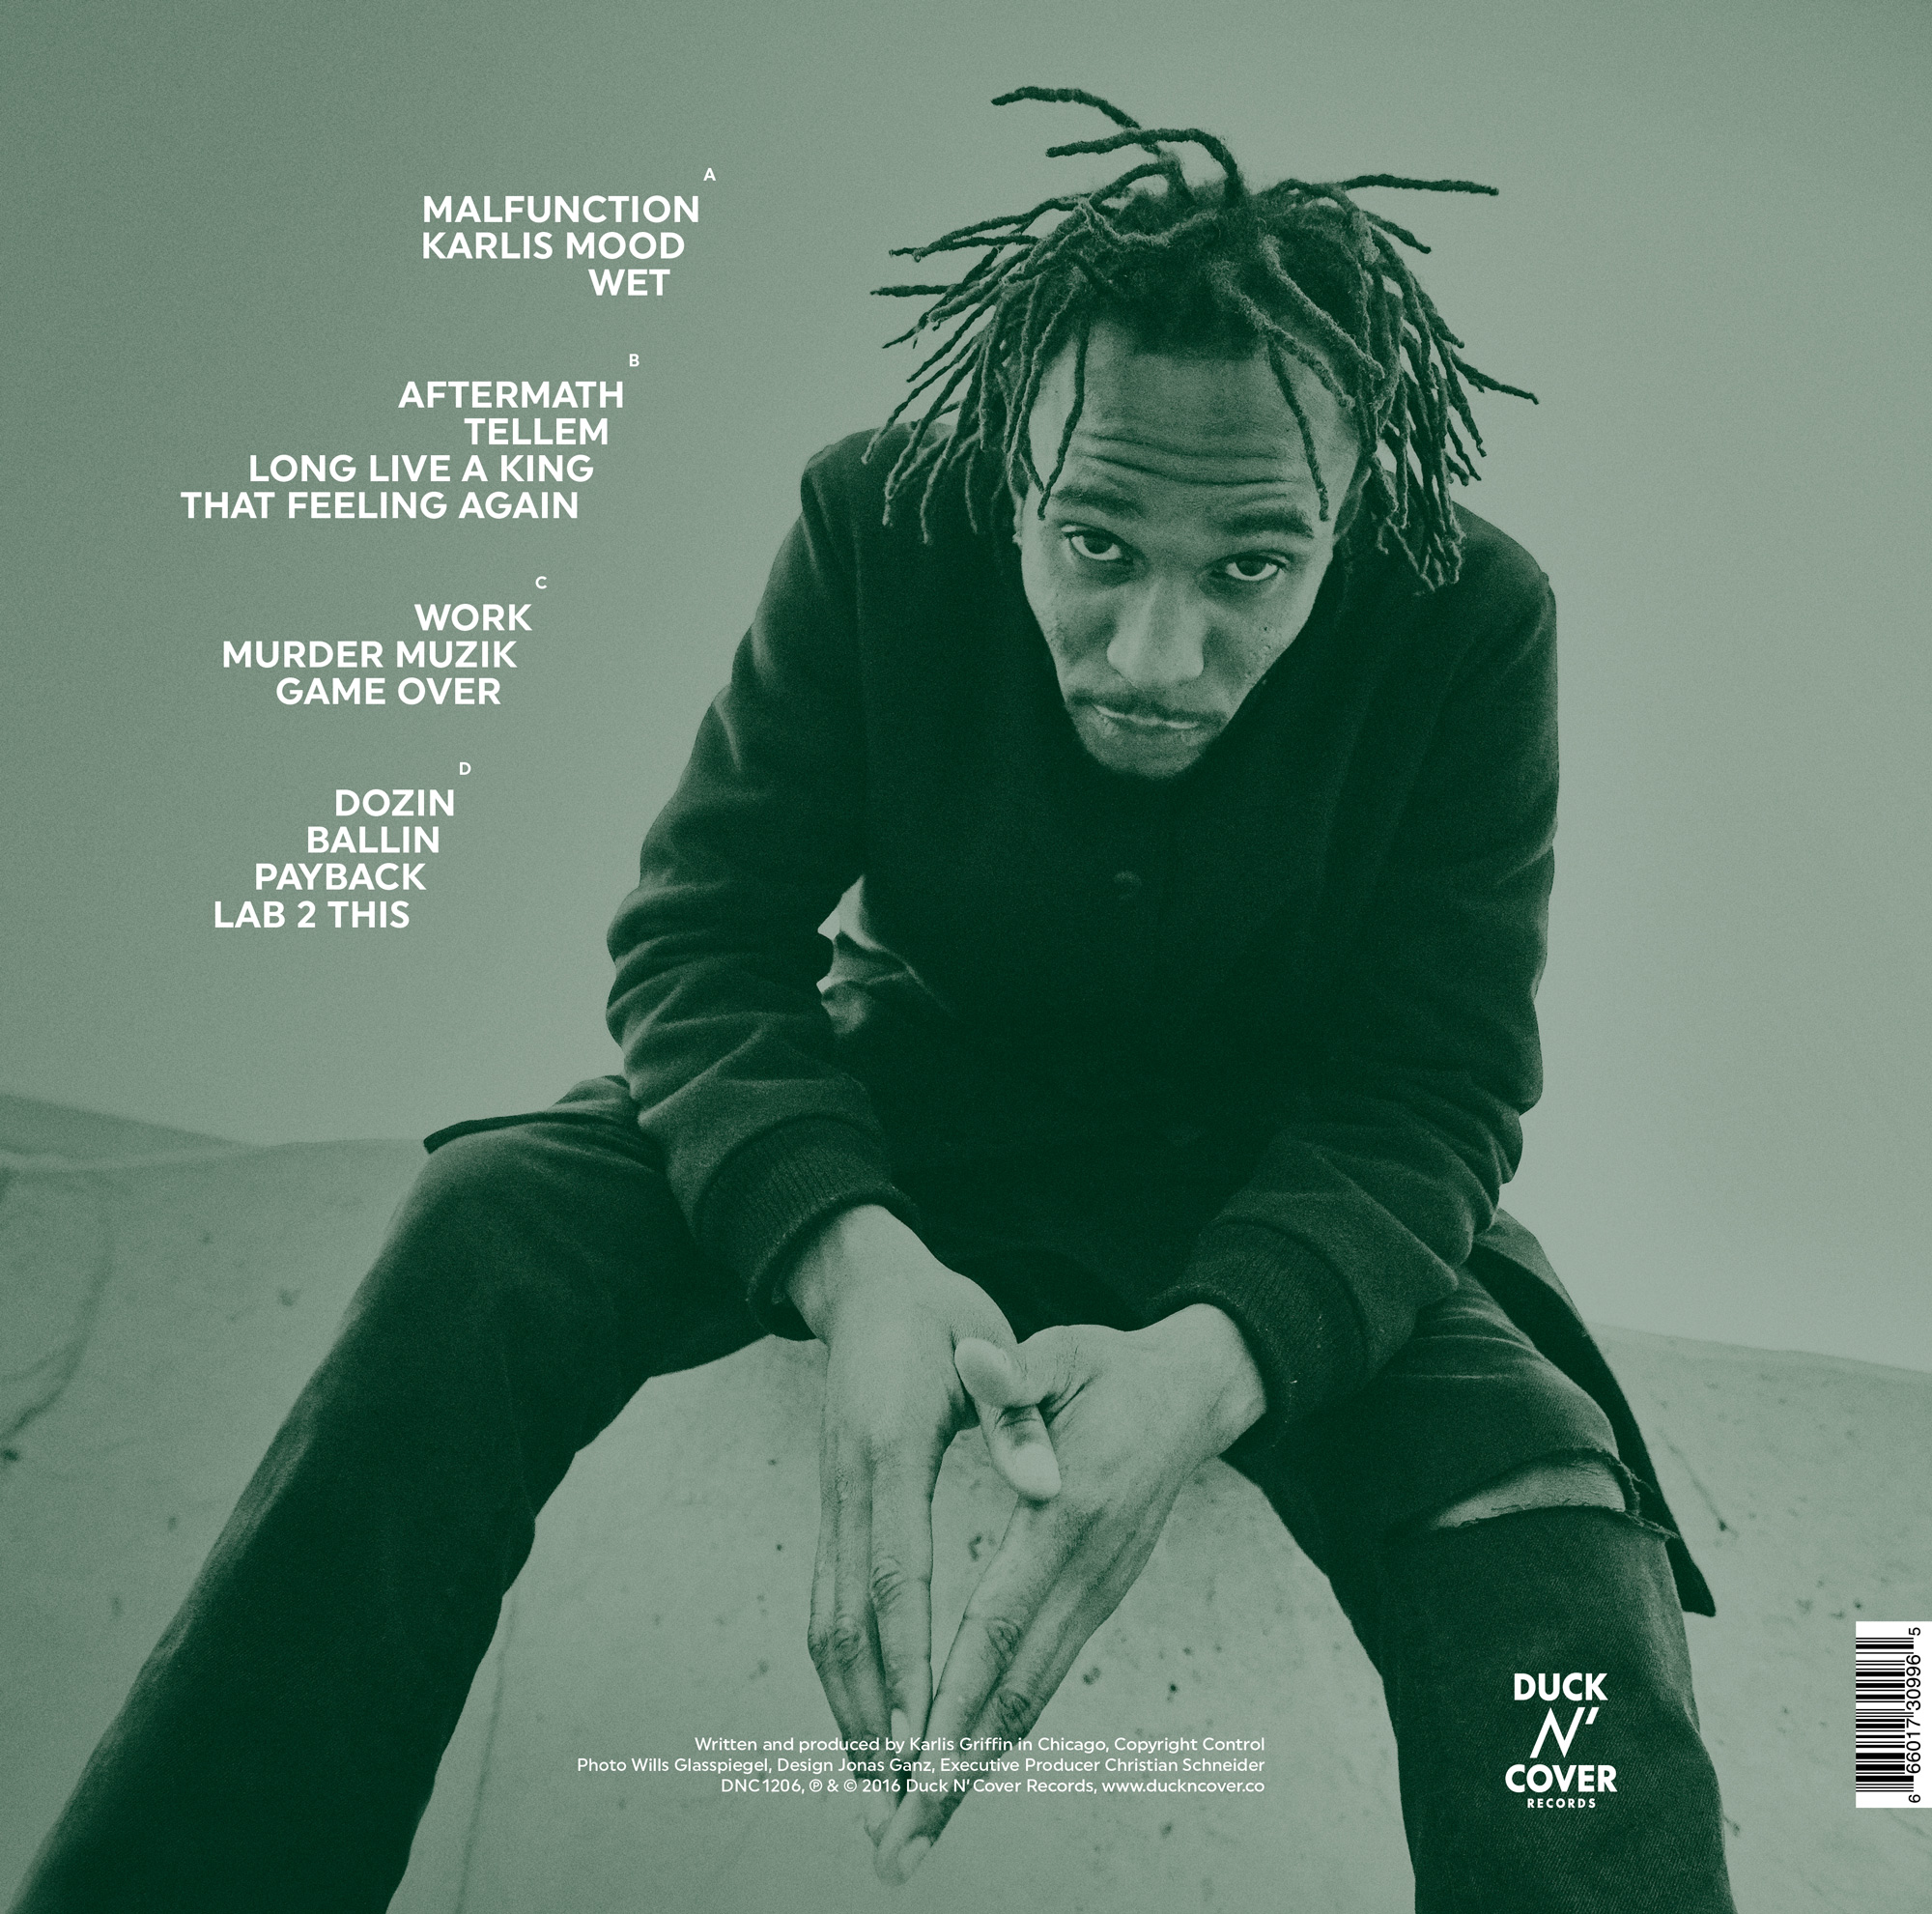 A
MALFUNCTION
KARLIS MOOD
WET
B
AFTERMATH
TELLEM
LONG LIVE A KING
THAT FEELING AGAIN
C
WORK
MURDER MUZIK
GAME OVER
D
DOZIN
BALLIN
PAYBACK
LAB 2 THIS
Written and produced by Karlis Griffin in Chicago, Copyright Control
Photo Wills Glasspiegel, Design Jonas Ganz, Executive Producer Christian Schneider
DNC1206, ℗ & © 2016 Duck N' Cover Records, www.duckncover.co
DUCK
N'
COVER
RECORDS
6 66017 30996 5